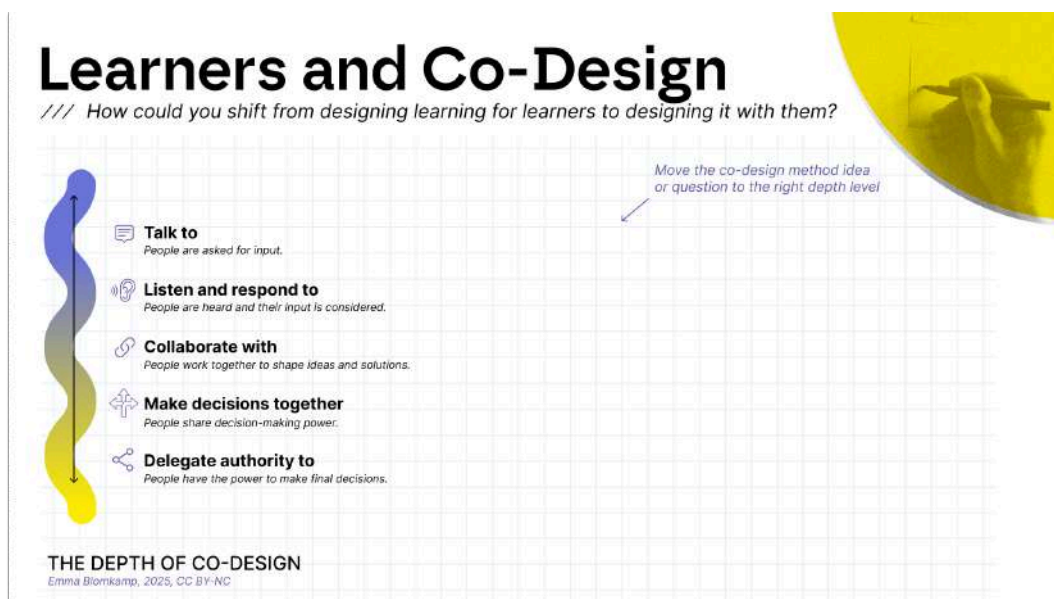 Learners and Co-Design
/// How could you shift from designing learning for learners to designing it with them?
Move the co-design method idea
or question to the right depth level
Talk to
People are asked for input.
Listen and respond to
People are heard and their input is considered.
Collaborate with
People work together to shape ideas and solutions.
Make decisions together
People share decision-making power.
Delegate authority to
People have the power to make final decisions.
THE DEPTH OF CO-DESIGN
Emma Blomkamp, 2025, CC BY-NC